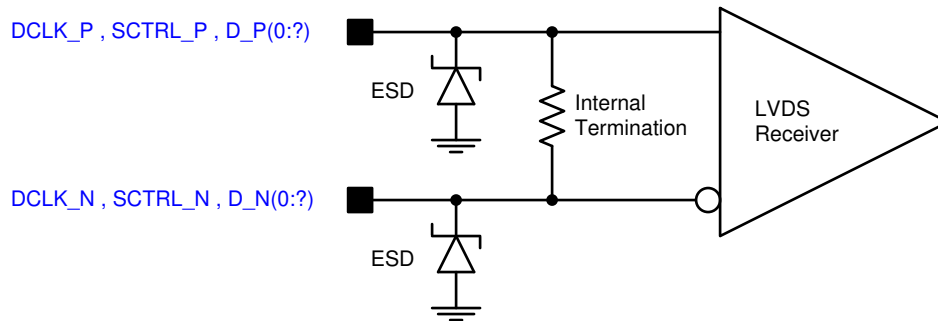 DCLK_P , SCTRL_P , D_P(0:?)
ESD
Internal
Termination
LVDS
Receiver
DCLK_N , SCTRL_N , D_N(0:?)
ESD